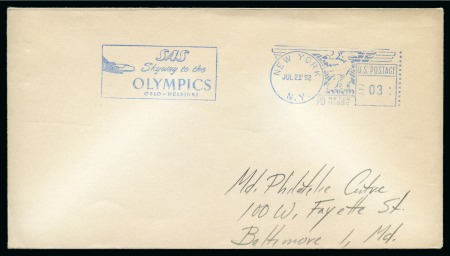 SAS
Skyway to the
OLYMPICS
OSLO - HELSINKI
NEW YORK
JUL 22 '52
N.Y.
U.S. POSTAGE
03
Md. Philatelic Centre
100 W. Fayette St.
Baltimore 1, Md.